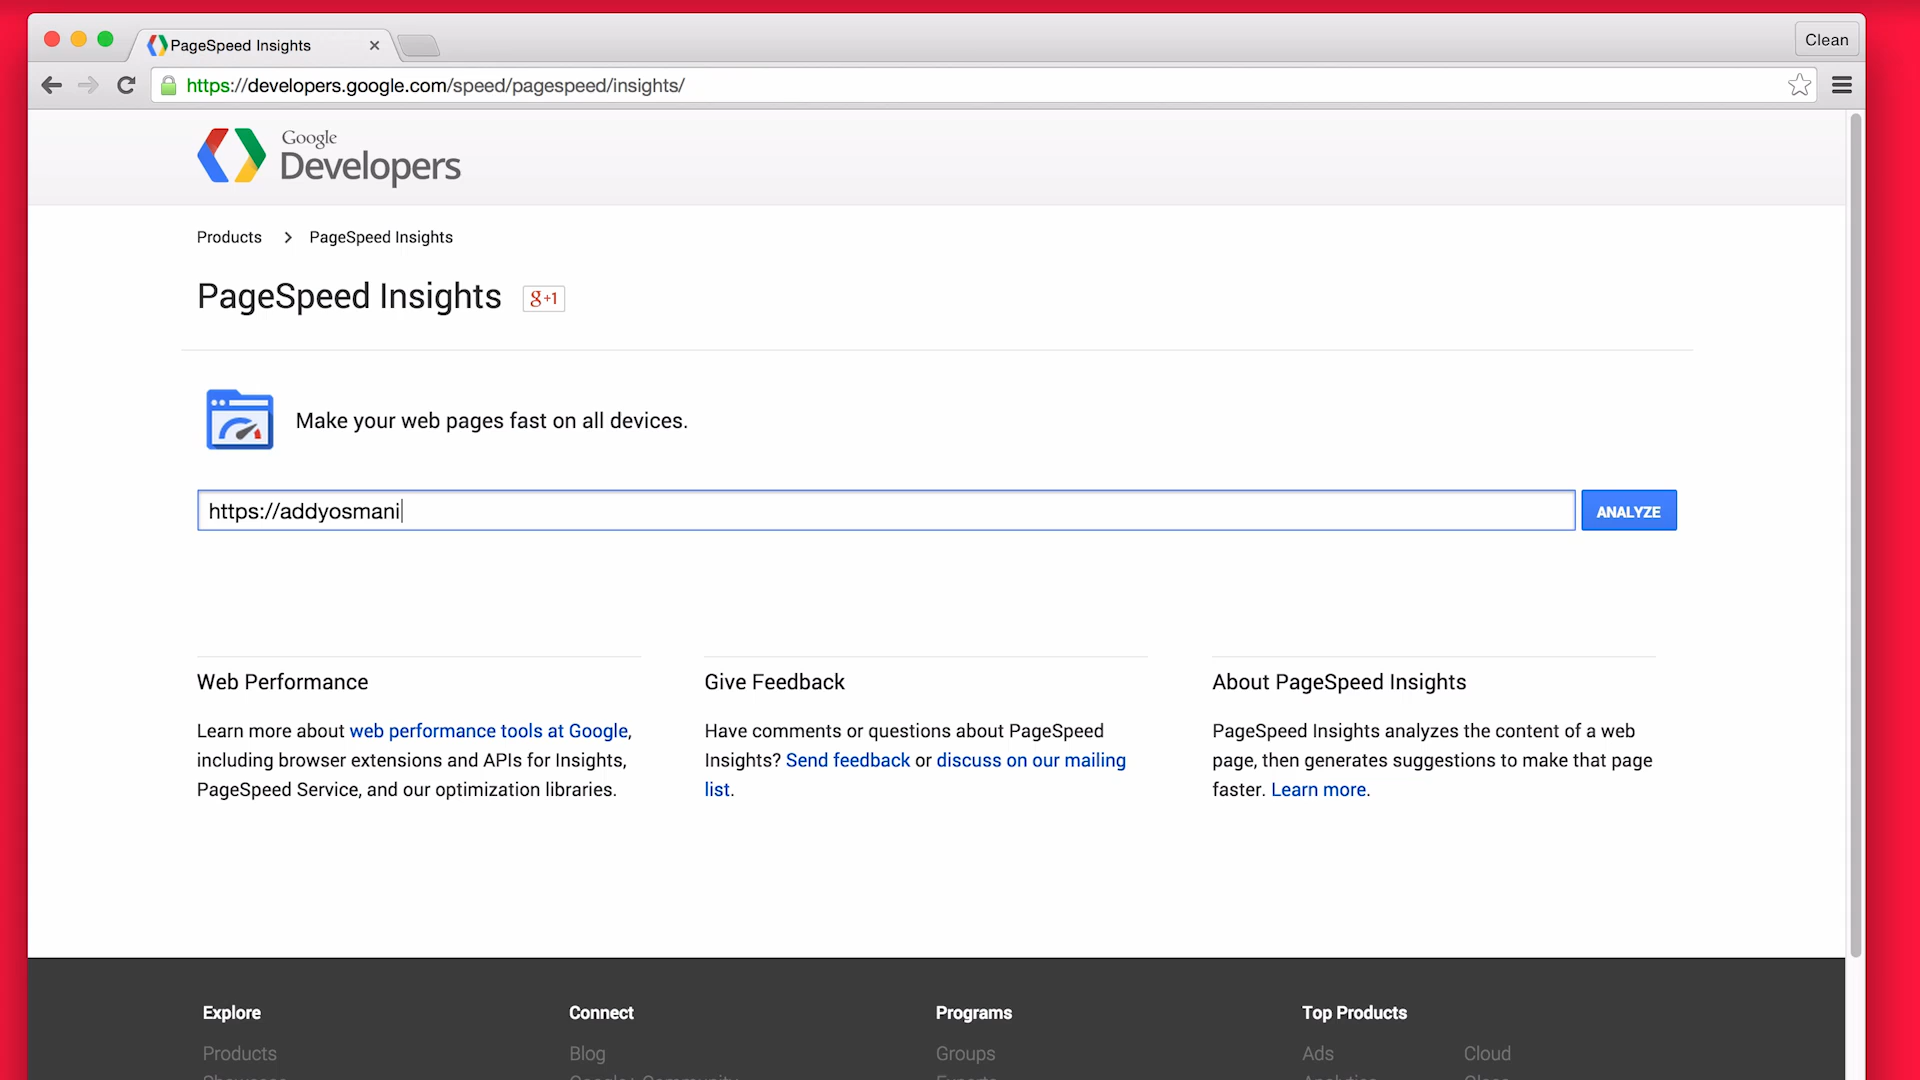 PageSpeed Insights
Clean
https://developers.google.com/speed/pagespeed/insights/
Google
Developers
Products > PageSpeed Insights
PageSpeed Insights g+1
Make your web pages fast on all devices.
https://addyosmani
ANALYZE
Web Performance
Learn more about web performance tools at Google,
including browser extensions and APIs for Insights,
PageSpeed Service, and our optimization libraries.
Give Feedback
Have comments or questions about PageSpeed
Insights? Send feedback or discuss on our mailing
list.
About PageSpeed Insights
PageSpeed Insights analyzes the content of a web
page, then generates suggestions to make that page
faster. Learn more.
Explore
Products
Connect
Blog
Programs
Groups
Top Products
Ads
Cloud